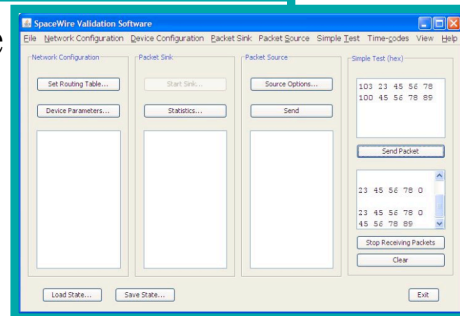 SpaceWire Validation Software
File Network Configuration Device Configuration Packet Sink Packet Source Simple Test Time-codes View Help
Network Configuration Packet Sink Packet Source Simple Test (hex)
Set Routing Table... Start Sink... Source Options...
Device Parameters... Statistics... Send
103 23 45 56 78
100 45 56 78 89
Send Packet
23 45 56 78 0
23 45 56 78 0
45 56 78 89
Stop Receiving Packets
Clear
Load State... Save State... Exit